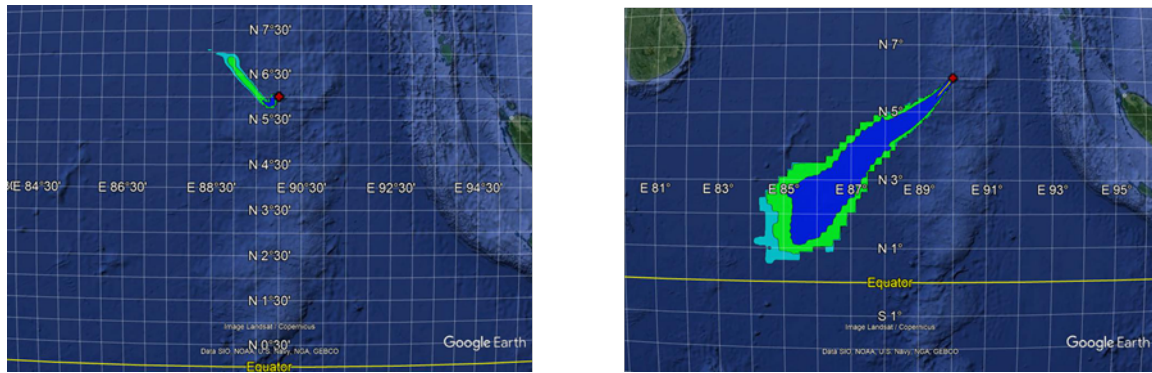 N 7°30'
N 6°30'
N 5°30'
N 4°30'
E 84°30' E 86°30' E 88°30' E 90°30' E 92°30' E 94°30'
N 3°30'
N 2°30'
N 1°30'
Image Landsat / Copernicus
N 0°30'
Google Earth
Data SIO, NOAA, U.S. Navy, NGA, GEBCO
Equator
N 7°
N 5°
N 3°
E 81° E 83° E 85° E 87° E 89° E 91° E 93° E 95°
N 1°
Equator
S 1°
Image Landsat / Copernicus
Google Earth
Data SIO, NOAA, U.S. Navy, NGA, GEBCO